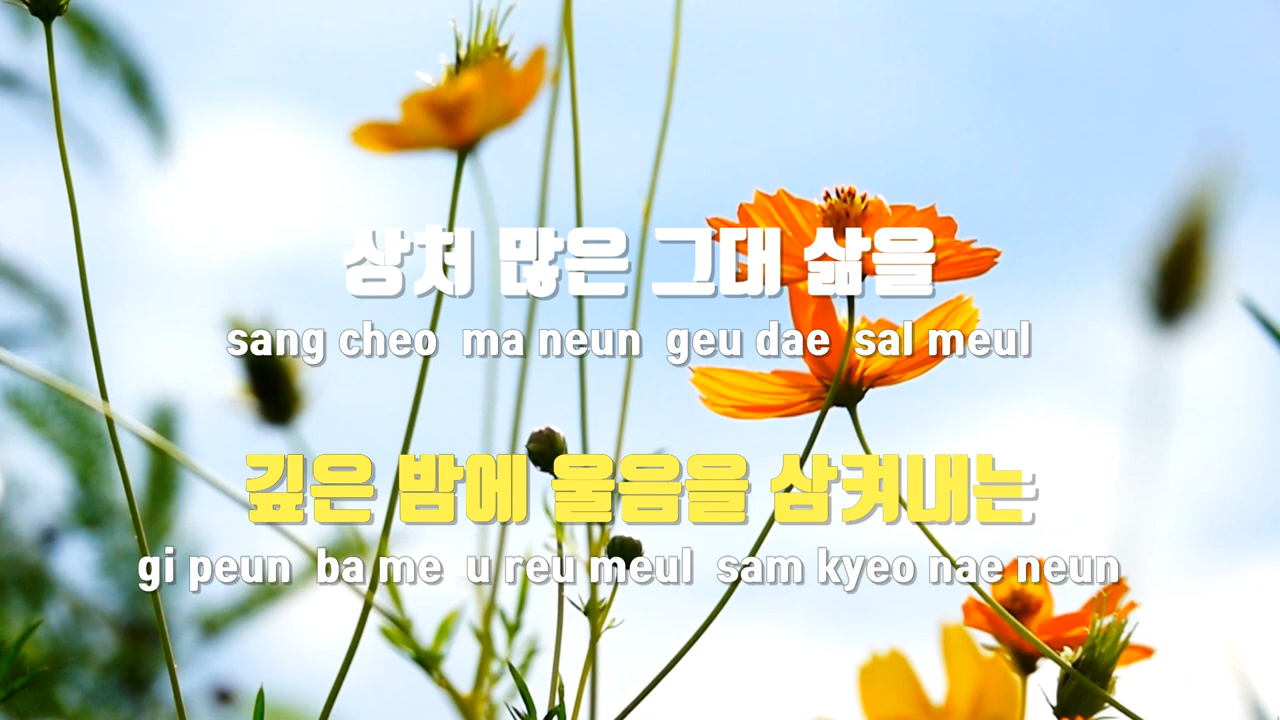 상처 많은 그대 삶을
sang cheo ma neun geu dae sal meul
깊은 밤에 울음을 삼켜내는
gi peun ba me u reu meul sam kyeo nae neun